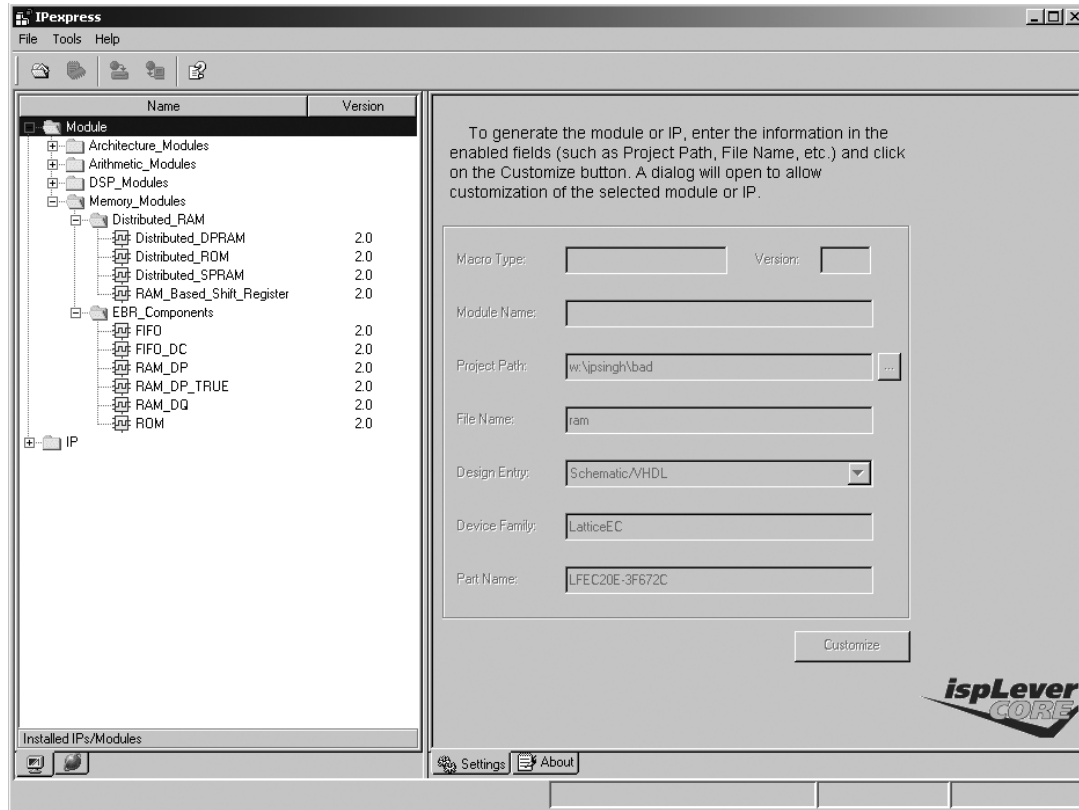 IPexpress
File Tools Help
Name Version
Module
Architecture_Modules
Arithmetic_Modules
DSP_Modules
Memory_Modules
Distributed_RAM
Distributed_DPRAM 2.0
Distributed_ROM 2.0
Distributed_SPRAM 2.0
RAM_Based_Shift_Register 2.0
EBR_Components
FIFO 2.0
FIFO_DC 2.0
RAM_DP 2.0
RAM_DP_TRUE 2.0
RAM_DQ 2.0
ROM 2.0
IP
Installed IPs/Modules
To generate the module or IP, enter the information in the
enabled fields (such as Project Path, File Name, etc.) and click
on the Customize button. A dialog will open to allow
customization of the selected module or IP.
Macro Type: Version:
Module Name:
Project Path: w:\jpsingh\bad ...
File Name: ram
Design Entry: Schematic/VHDL
Device Family: LatticeEC
Part Name: LFEC20E-3F672C
Customize
ispLever
CORE
Settings About